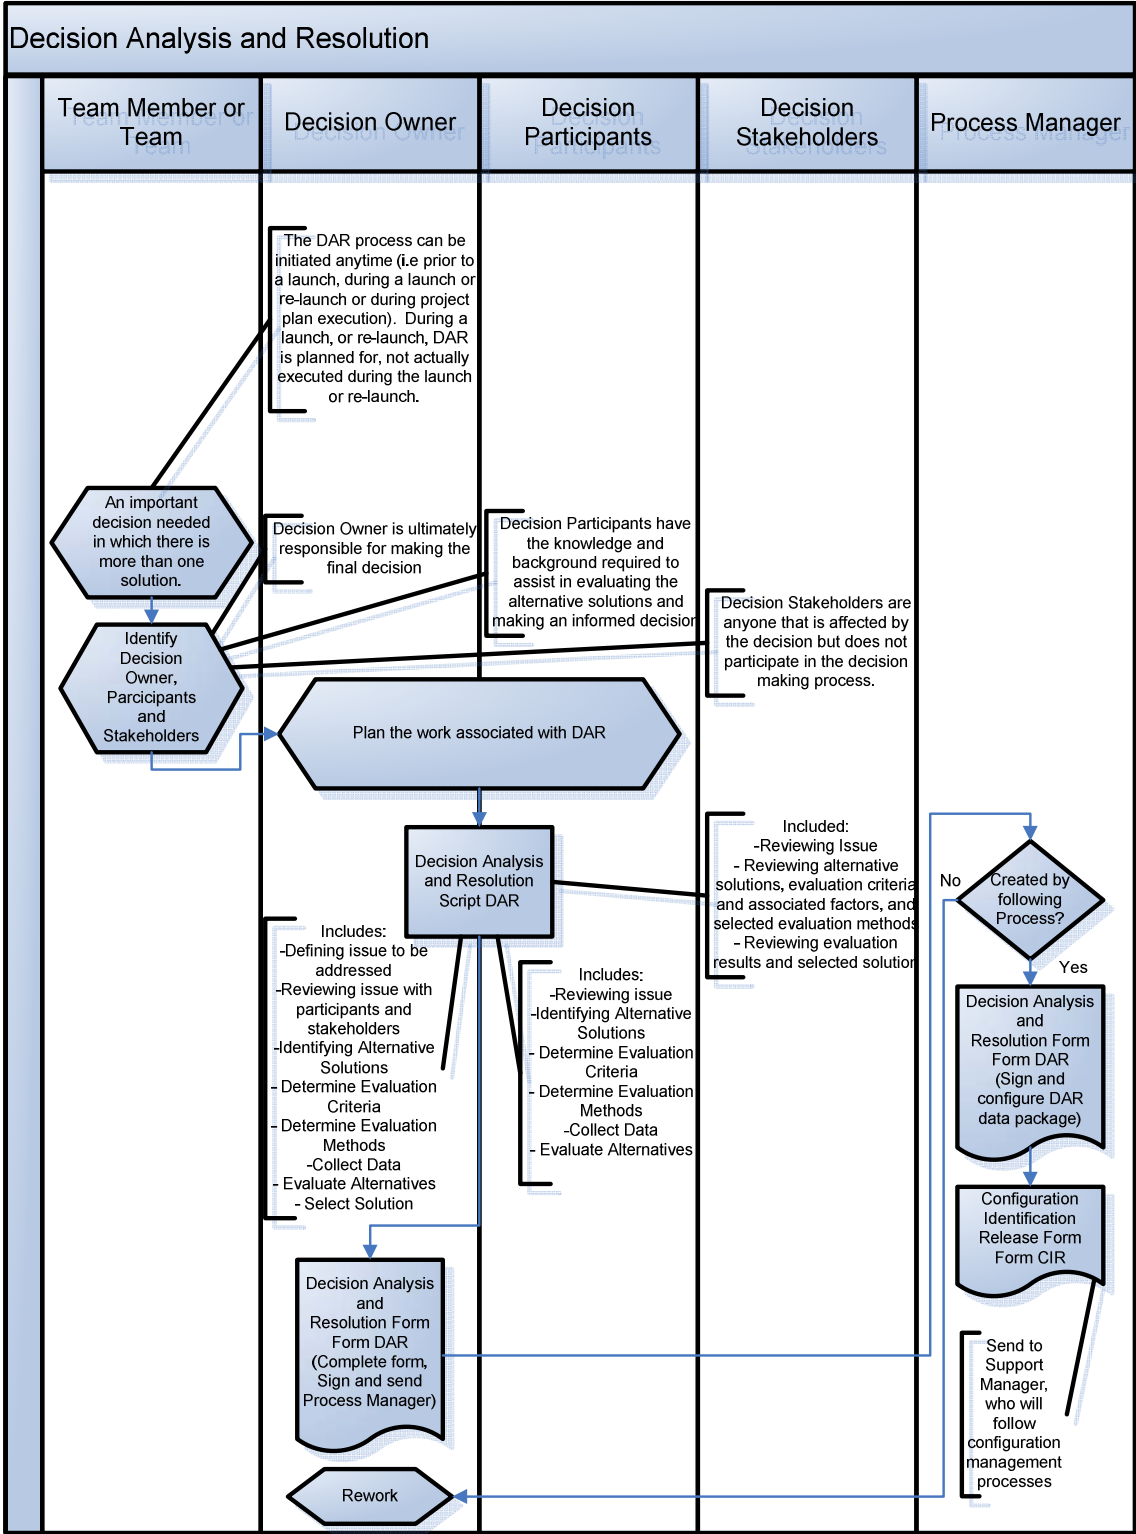 Decision Analysis and Resolution
Team Member or
Team
Decision Owner
Decision
Participants
Decision
Stakeholders
Process Manager
The DAR process can be
initiated anytime (i.e prior to
a launch, during a launch or
re-launch or during project
plan execution).  During a
launch, or re-launch, DAR
is planned for, not actually
executed during the launch
or re-launch.
An important
decision needed
in which there is
more than one
solution.
Decision Owner is ultimately
responsible for making the
final decision
Decision Participants have
the knowledge and
background required to
assist in evaluating the
alternative solutions and
making an informed decision
Decision Stakeholders are
anyone that is affected by
the decision but does not
participate in the decision
making process.
Identify
Decision
Owner,
Parcicipants
and
Stakeholders
Plan the work associated with DAR
Decision Analysis
and Resolution
Script DAR
Included:
-Reviewing Issue
- Reviewing alternative
solutions, evaluation criteria
and associated factors, and
selected evaluation methods
- Reviewing evaluation
results and selected solution
No
Created by
following
Process?
Yes
Includes:
-Defining issue to be
addressed
-Reviewing issue with
participants and
stakeholders
-Identifying Alternative
Solutions
- Determine Evaluation
Criteria
- Determine Evaluation
Methods
-Collect Data
- Evaluate Alternatives
- Select Solution
Includes:
-Reviewing issue
-Identifying Alternative
Solutions
- Determine Evaluation
Criteria
- Determine Evaluation
Methods
-Collect Data
- Evaluate Alternatives
Decision Analysis
and
Resolution Form
Form DAR
(Sign and
configure DAR
data package)
Configuration
Identification
Release Form
Form CIR
Decision Analysis
and
Resolution Form
Form DAR
(Complete form,
Sign and send
Process Manager)
Send to
Support
Manager,
who will
follow
configuration
management
processes
Rework